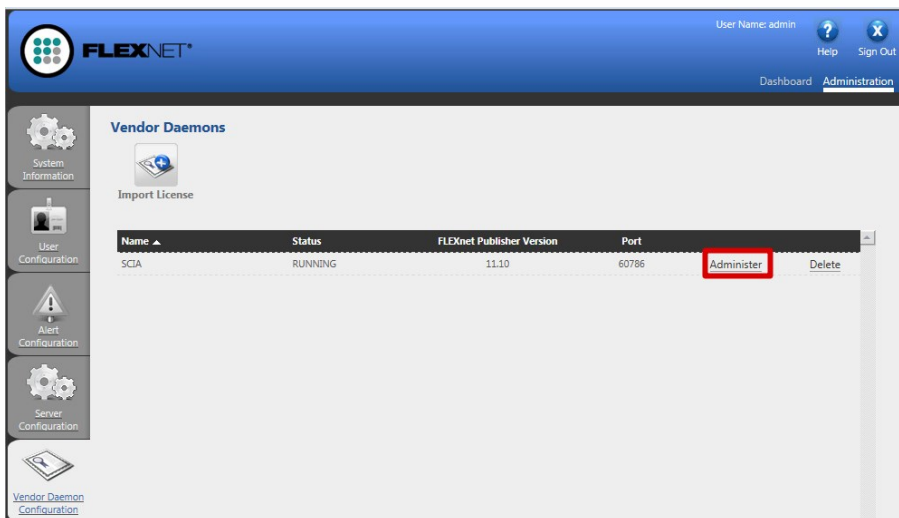 User Name: admin
FLEXNET*
Help
Sign Out
Dashboard
Administration
System
Information
User
Configuration
Alert
Configuration
Server
Configuration
Vendor Daemon
Configuration
Vendor Daemons
Import License
Name ▲ Status FLEXnet Publisher Version Port
SCIA RUNNING 11.10 60786 Administer Delete